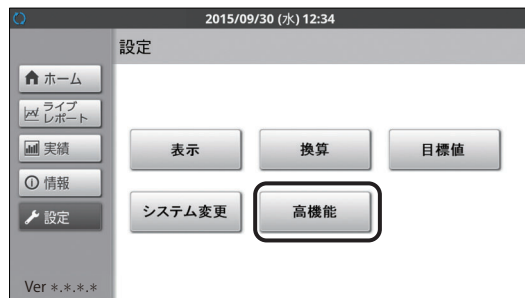 2015/09/30 (水) 12:34
設定
ホーム
ライブ
レポート
実績
情報
設定
表示
換算
目標値
システム変更
高機能
Ver *.*.*.*